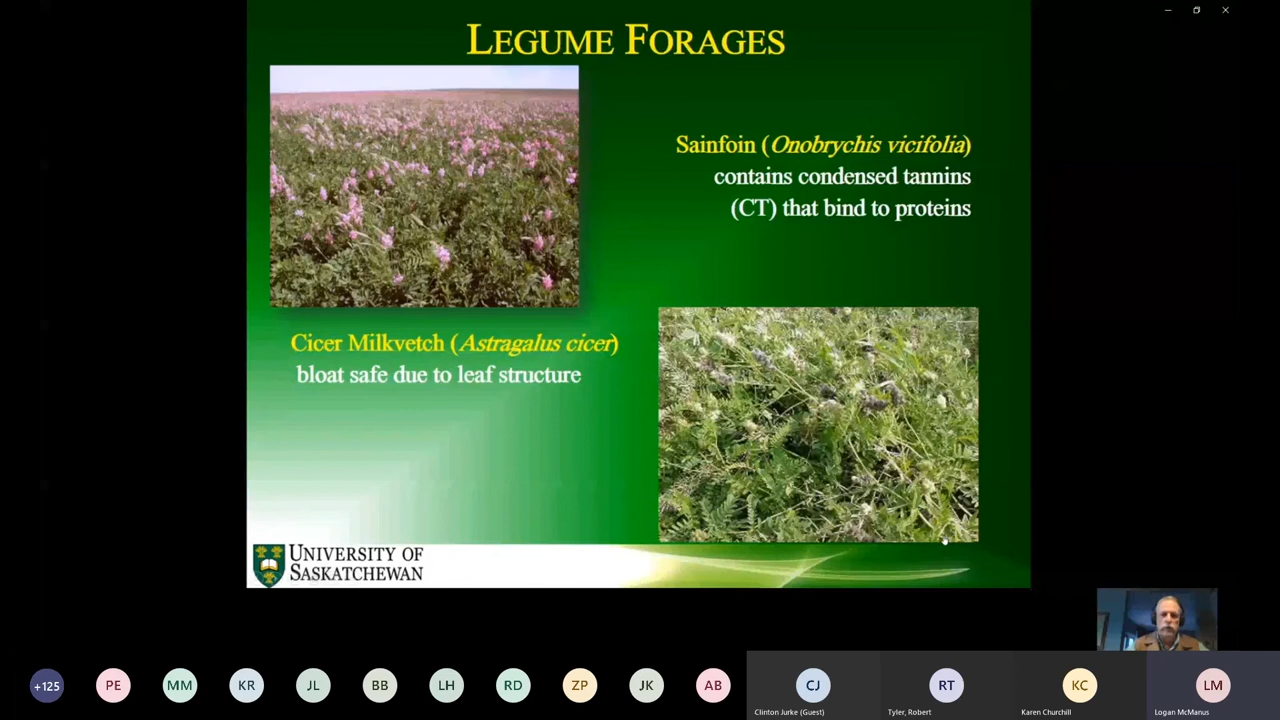 LEGUME FORAGES
Sainfoin (Onobrychis vicifolia)
contains condensed tannins
(CT) that bind to proteins
Cicer Milkvetch (Astragalus cicer)
bloat safe due to leaf structure
UNIVERSITY OF
SASKATCHEWAN
+125
PE
MM
KR
JL
BB
LH
RD
ZP
JK
AB
CJ
RT
KC
LM
Clinton Jurke (Guest)
Tyler, Robert
Karen Churchill
Logan McManus